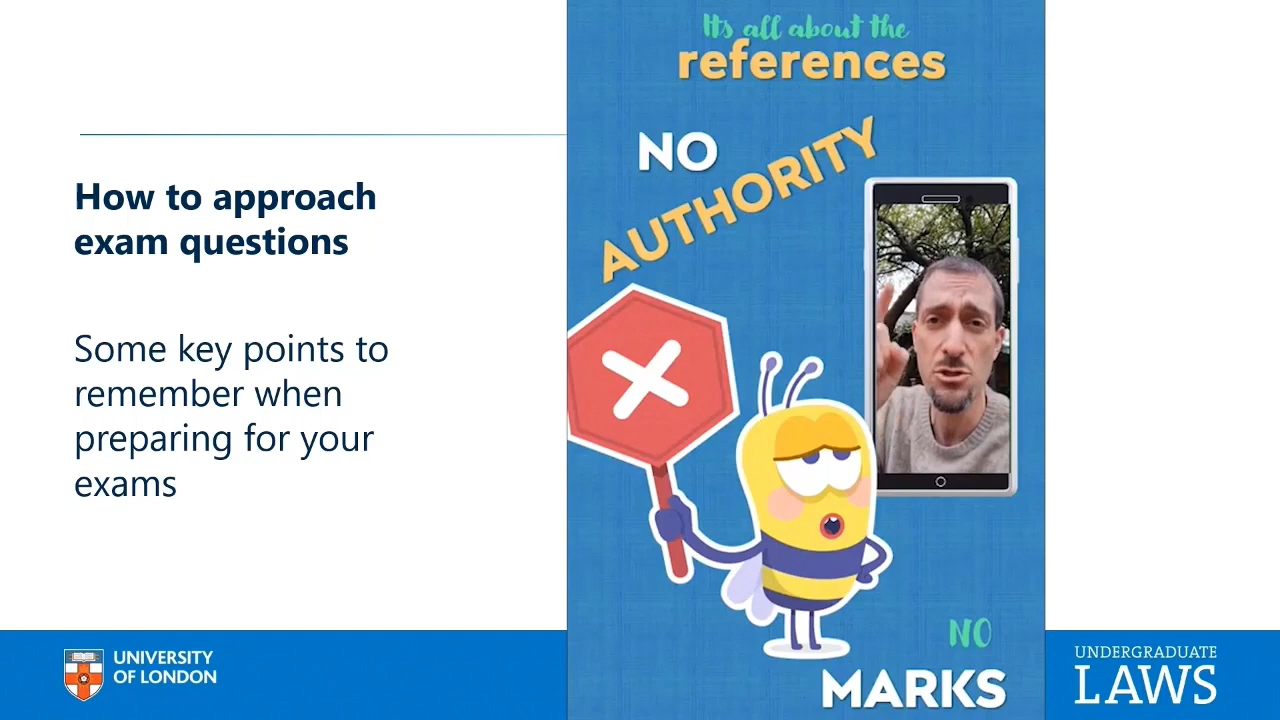 How to approach
exam questions
Some key points to
remember when
preparing for your
exams
It's all about the
references
NO
AUTHORITY
NO
MARKS
UNIVERSITY
OF LONDON
UNDERGRADUATE
LAWS